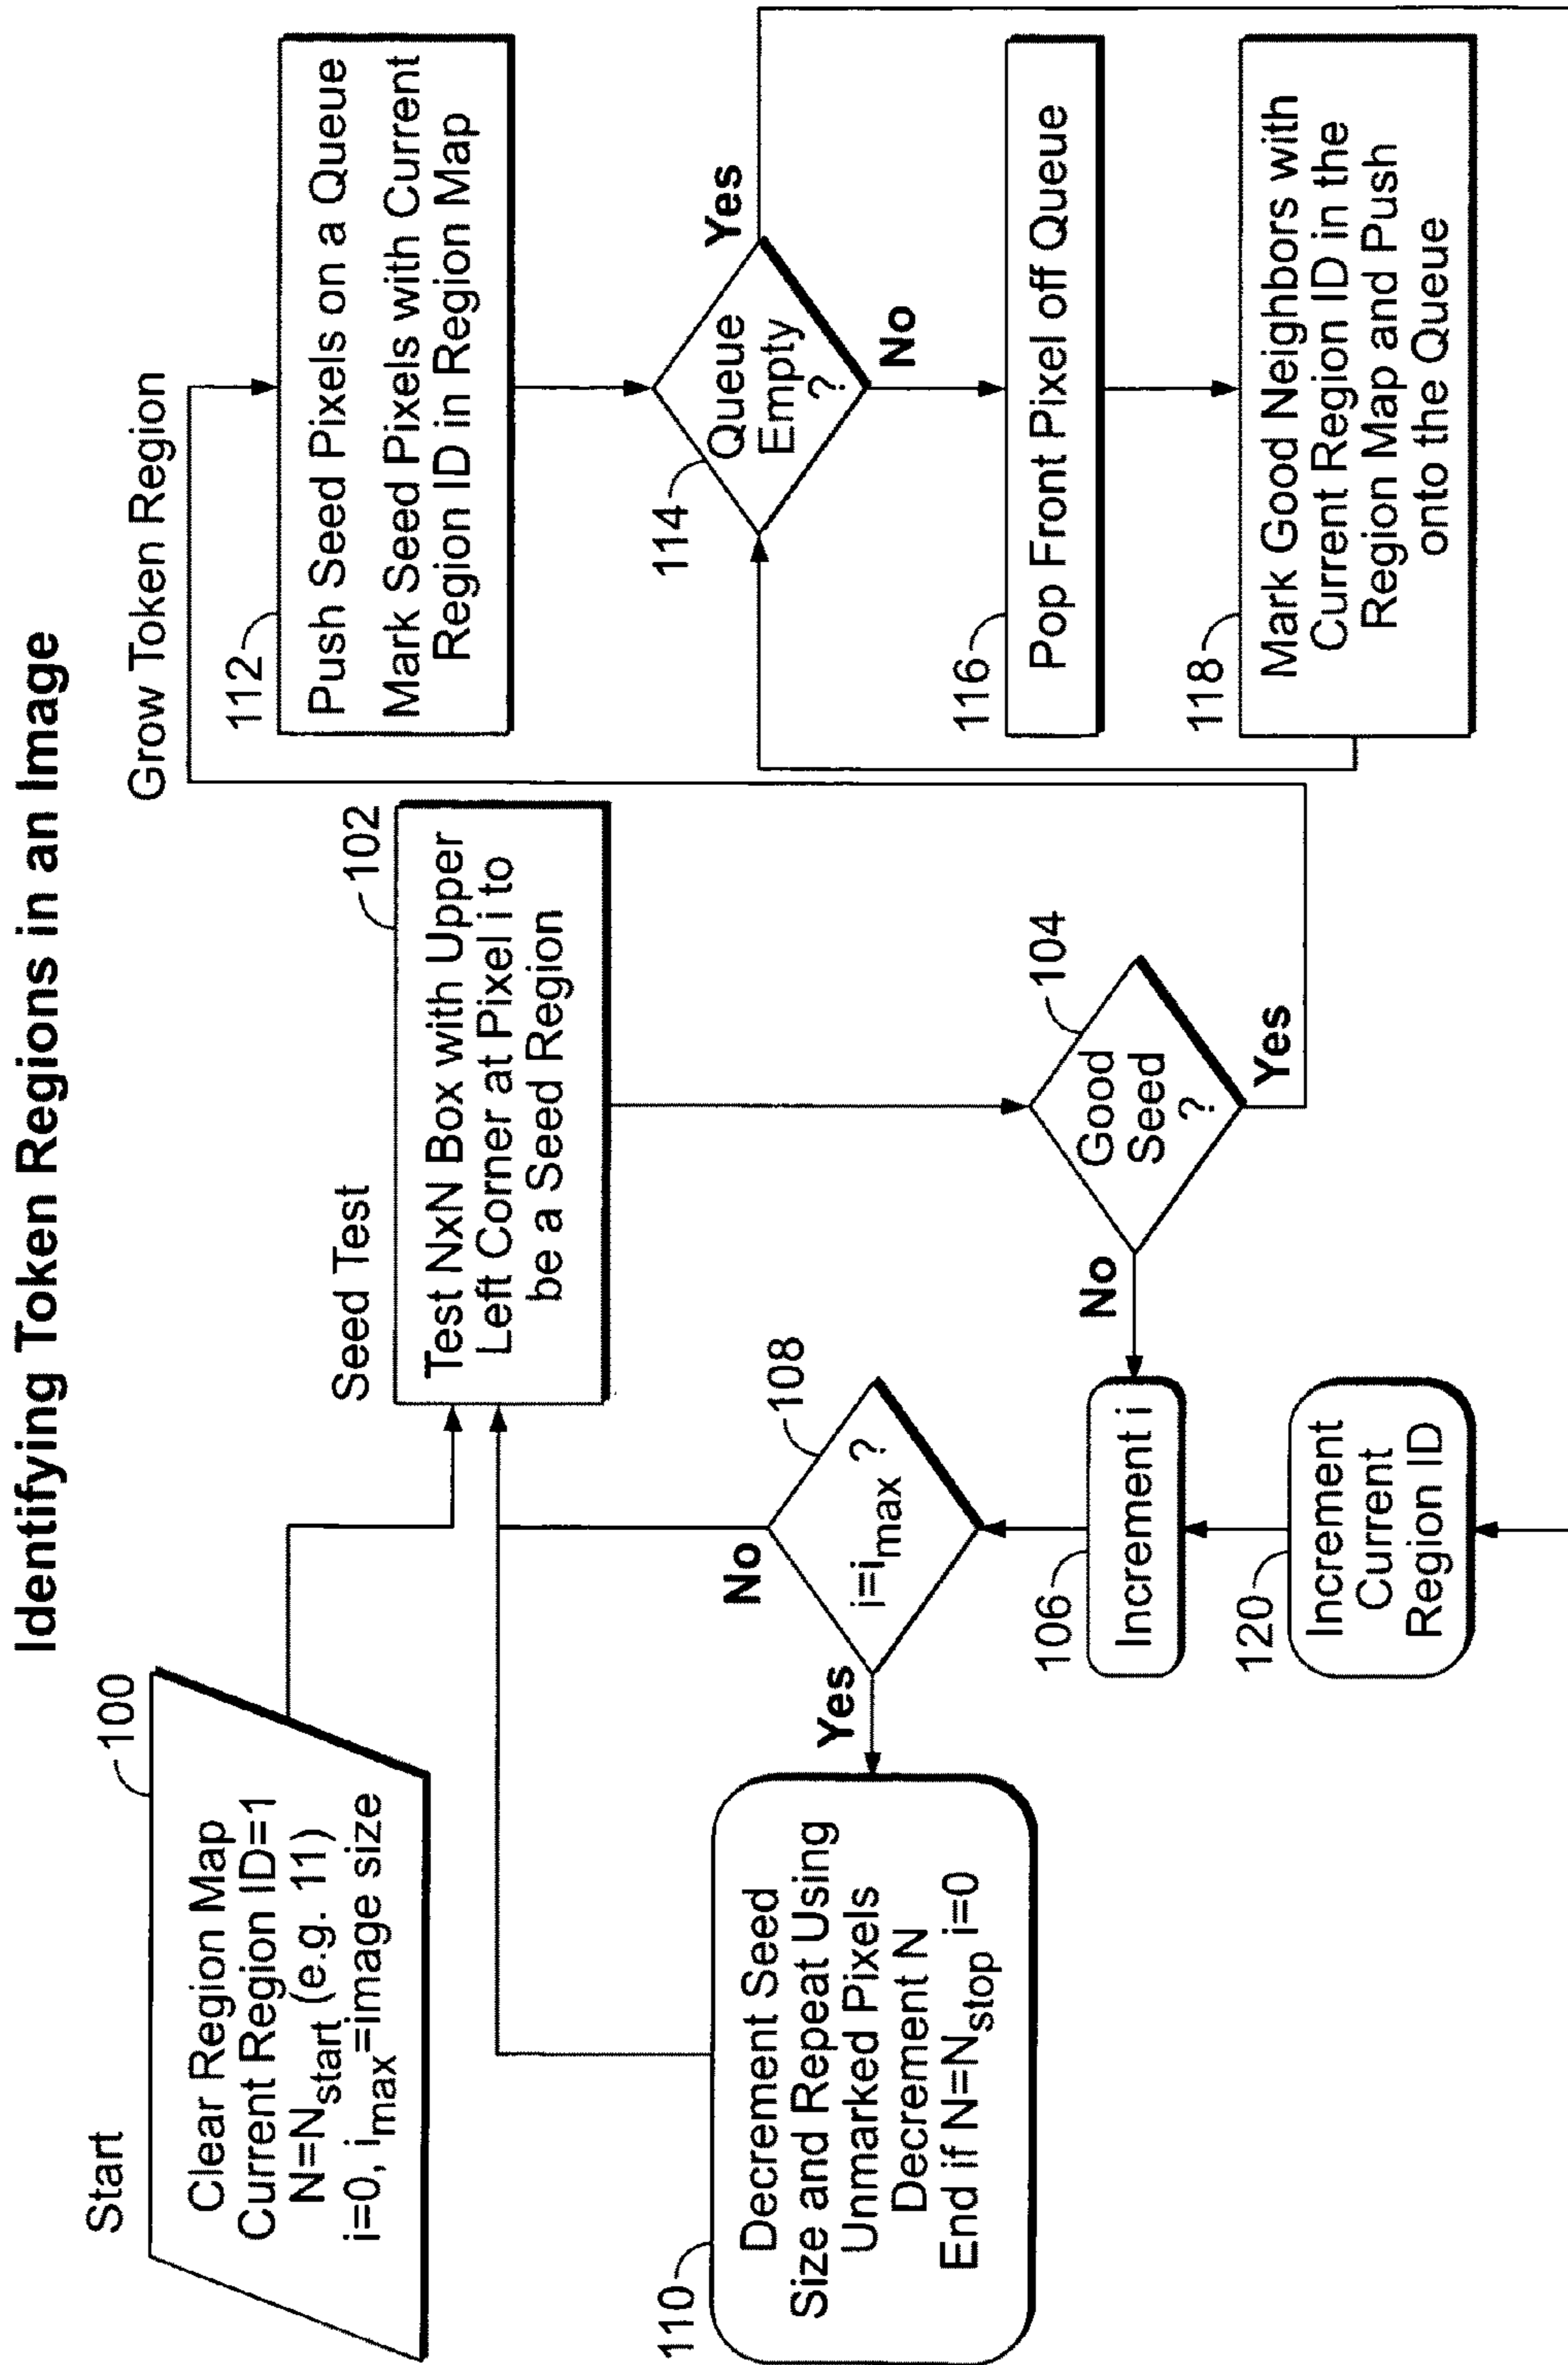 Identifying Token Regions in an Image
Start
100
Clear Region Map
Current Region ID=1
N=Nstart (e.g. 11)
i=0, imax=image size
Seed Test
102
Test NxN Box with Upper
Left Corner at Pixel i to
be a Seed Region
104
Good
Seed
?
No
Yes
106
Increment i
108
i=imax ?
No
Yes
110
Decrement Seed
Size and Repeat Using
Unmarked Pixels
Decrement N
End if N=Nstop i=0
120
Increment
Current
Region ID
Grow Token Region
112
Push Seed Pixels on a Queue
Mark Seed Pixels with Current
Region ID in Region Map
114
Queue
Empty
?
Yes
No
116
Pop Front Pixel off Queue
118
Mark Good Neighbors with
Current Region ID in the
Region Map and Push
onto the Queue